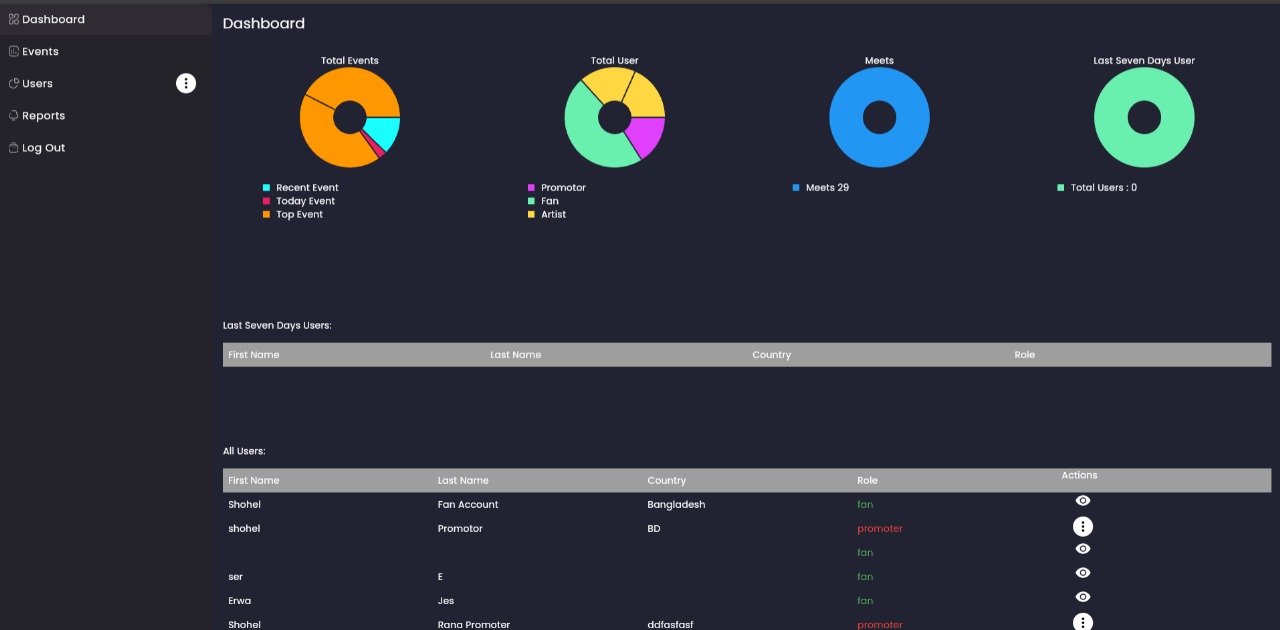 Dashboard
Events
Users
Reports
Log Out
Dashboard
Total Events
Recent Event
Today Event
Top Event
Total User
Promotor
Fan
Artist
Meets
Meets 29
Last Seven Days User
Total Users : 0
Last Seven Days Users:
First Name Last Name Country Role
All Users:
First Name Last Name Country Role Actions
Shohel Fan Account Bangladesh fan
shohel Promotor BD promoter
fan
ser E fan
Erwa Jes fan
Shohel Rana Promoter ddfasfasf promoter